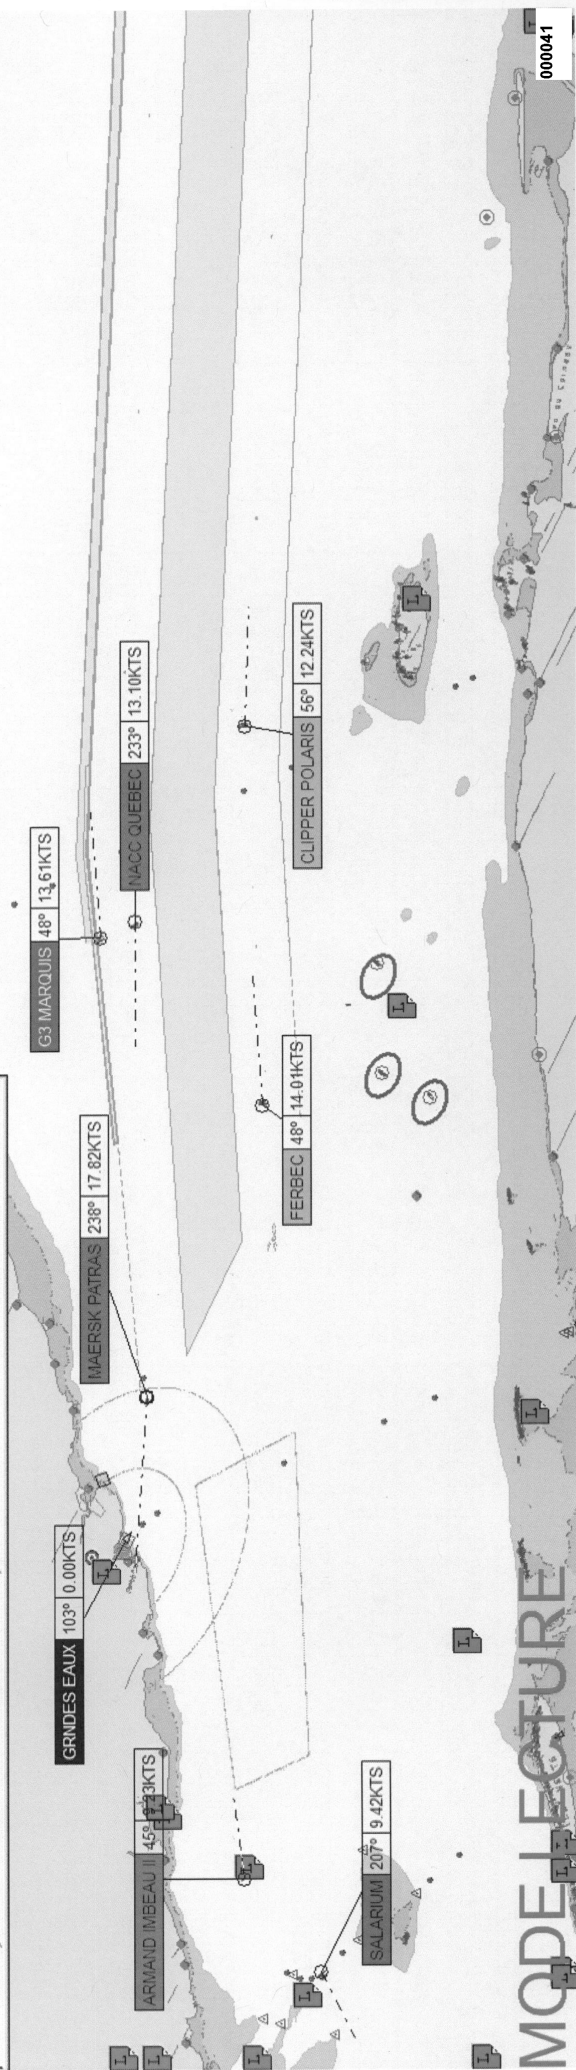 000041
G3 MARQUIS 48° 13.61KTS
NACC QUEBEC 233° 13.10KTS
CLIPPER POLARIS 56° 12.24KTS
MAERSK PATRAS 238° 17.82KTS
FERBEC 48° 14.01KTS
GRNDES EAUX 103° 0.00KTS
ARMAND IMBEAU II 45° 9.23KTS
SALARIUM 207° 9.42KTS
L
L
L
L
L
L
L
L
L
L
L
L
L
MODE LECTURE